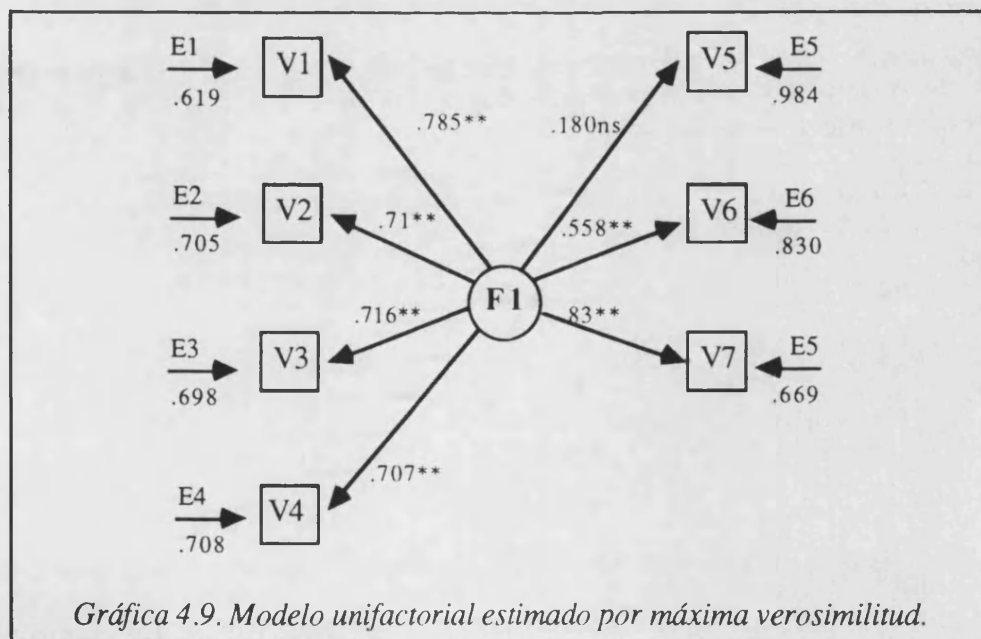 E1
.619
V1
.785**
E2
.705
V2
.71**
E3
.698
V3
.716**
E4
.708
V4
.707**
F1
.180ns
V5
E5
.984
.558**
V6
E6
.830
.83**
V7
E5
.669
Gráfica 4.9. Modelo unifactorial estimado por máxima verosimilitud.